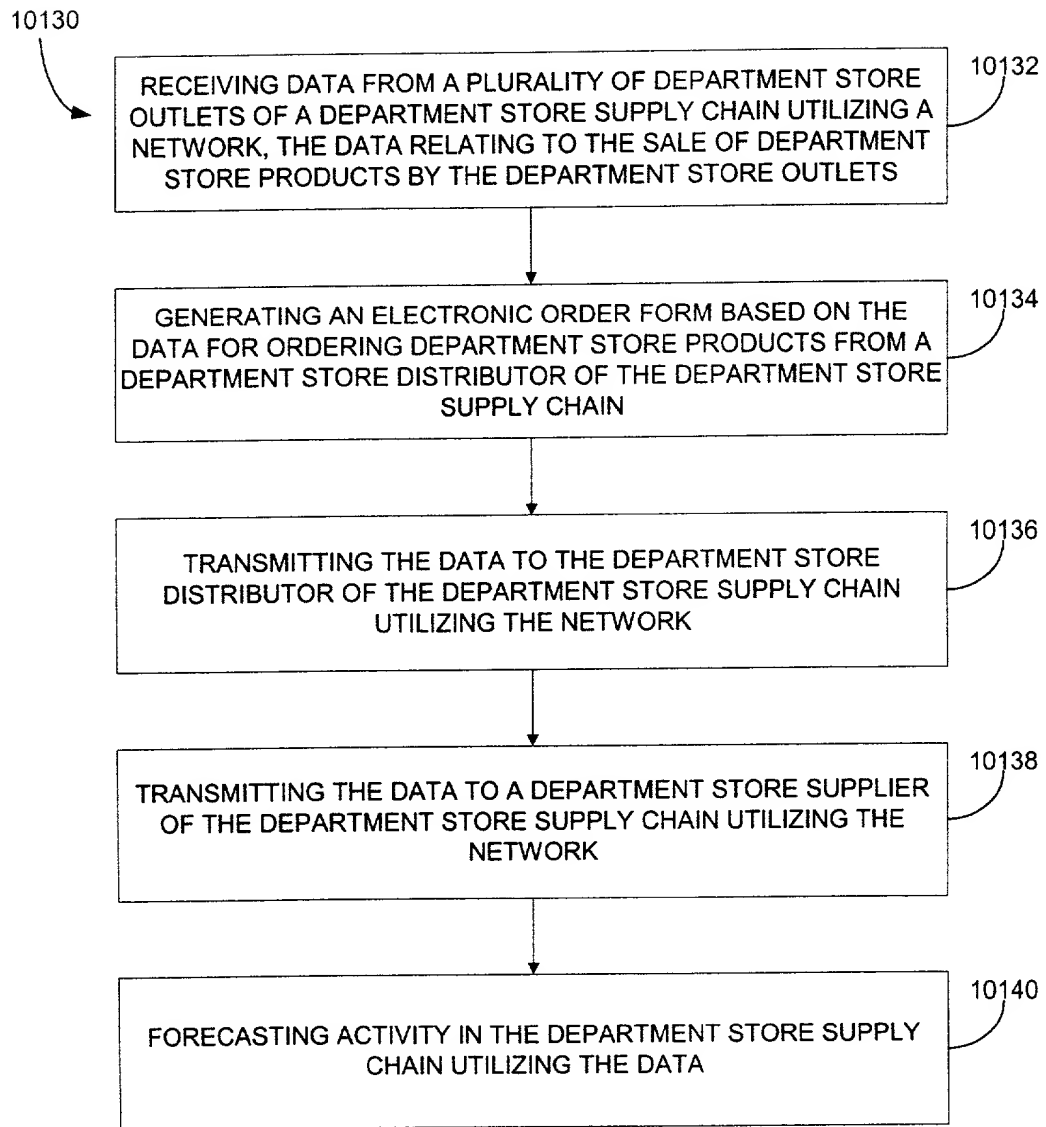 10130
RECEIVING DATA FROM A PLURALITY OF DEPARTMENT STORE
OUTLETS OF A DEPARTMENT STORE SUPPLY CHAIN UTILIZING A
NETWORK, THE DATA RELATING TO THE SALE OF DEPARTMENT
STORE PRODUCTS BY THE DEPARTMENT STORE OUTLETS
10132
GENERATING AN ELECTRONIC ORDER FORM BASED ON THE
DATA FOR ORDERING DEPARTMENT STORE PRODUCTS FROM A
DEPARTMENT STORE DISTRIBUTOR OF THE DEPARTMENT STORE
SUPPLY CHAIN
10134
TRANSMITTING THE DATA TO THE DEPARTMENT STORE
DISTRIBUTOR OF THE DEPARTMENT STORE SUPPLY CHAIN
UTILIZING THE NETWORK
10136
TRANSMITTING THE DATA TO A DEPARTMENT STORE SUPPLIER
OF THE DEPARTMENT STORE SUPPLY CHAIN UTILIZING THE
NETWORK
10138
FORECASTING ACTIVITY IN THE DEPARTMENT STORE SUPPLY
CHAIN UTILIZING THE DATA
10140